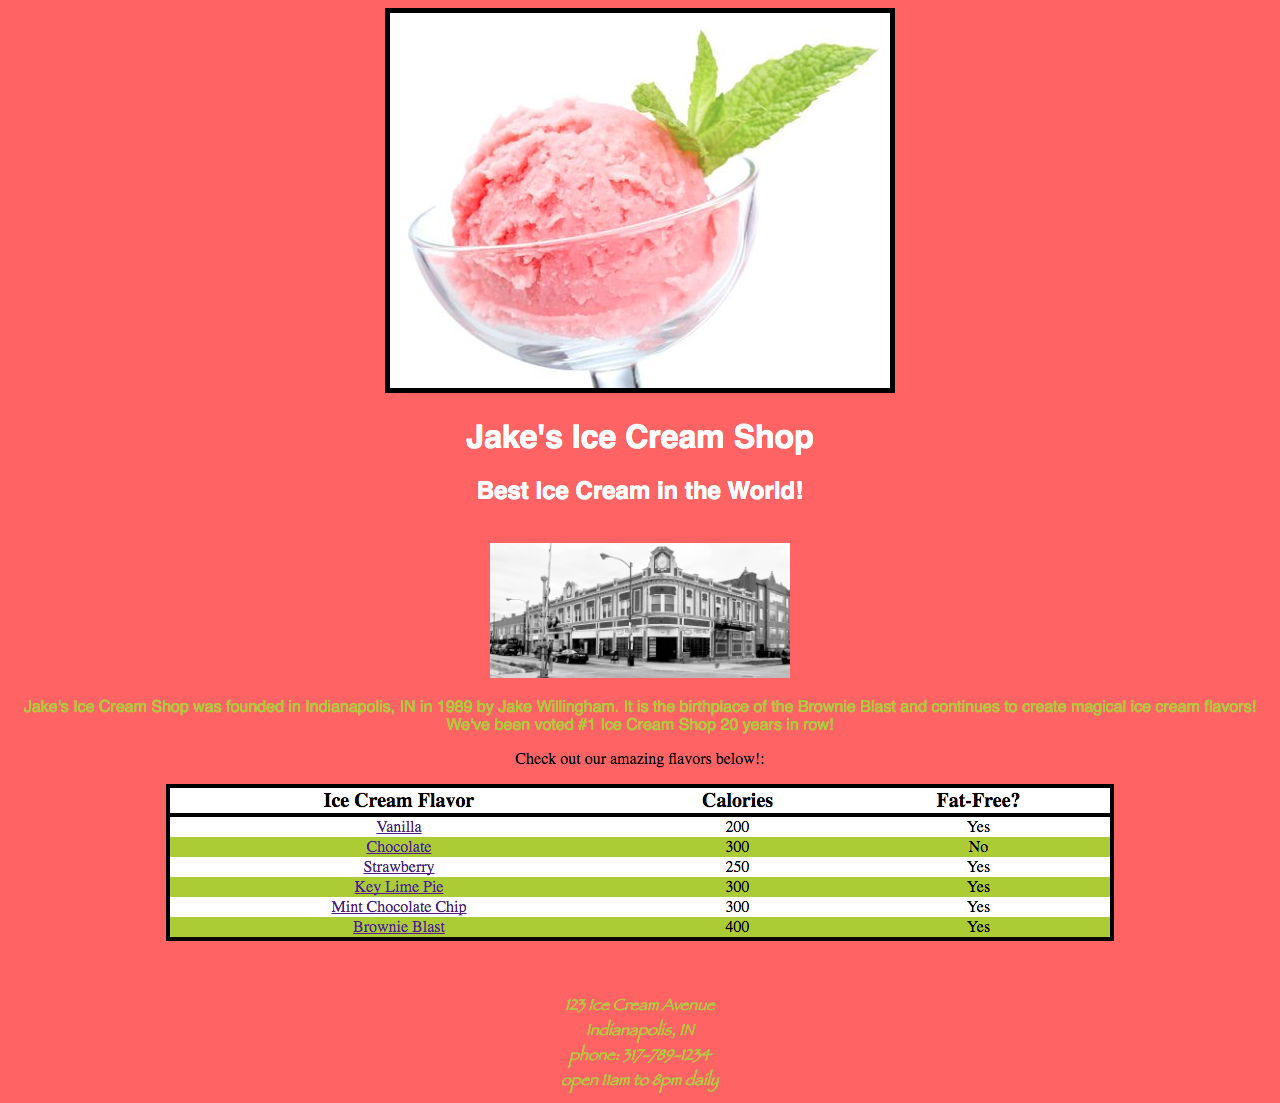 Jake's Ice Cream Shop
Best Ice Cream in the World!
Jake's Ice Cream Shop was founded in Indianapolis, IN in 1989 by Jake Willingham. It is the birthplace of the Brownie Blast and continues to create magical ice cream flavors!
We've been voted #1 Ice Cream Shop 20 years in row!
Check out our amazing flavors below!:
Ice Cream Flavor Calories Fat-Free?
Vanilla 200 Yes
Chocolate 300 No
Strawberry 250 Yes
Key Lime Pie 300 Yes
Mint Chocolate Chip 300 Yes
Brownie Blast 400 Yes
123 Ice Cream Avenue
Indianapolis, IN
phone: 317-789-1234
open 11am to 8pm daily